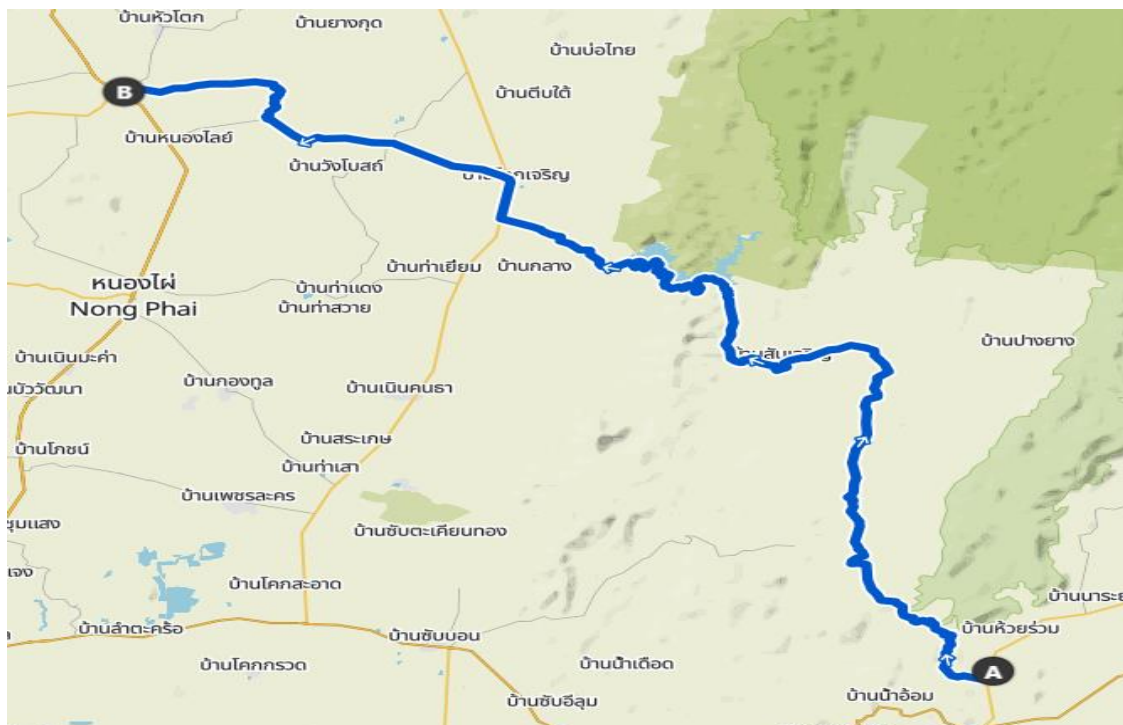 บ้านหัวโตก
บ้านยางกุด
บ้านบ่อไทย
บ้านตีบใต้
B
บ้านหนองไลย์
บ้านวังโบสถ์
บ้านท่าเยี่ยม
บ้านกลาง
หนองไผ่
Nong Phai
บ้านท่าแดง
บ้านท่าสวาย
บ้านปางยาง
บ้านเนินมะค่า
บ้านกองทูล
บ้านเนินคนธา
บัววัฒนา
บ้านโภชน์
บ้านสระเกษ
บ้านท่าเสา
บ้านเพชรละคร
ชุมแสง
บ้านซับตะเคียนทอง
บ้านโคกสะอาด
บ้านลำตะคร้อ
บ้านซับบอน
บ้านห้วยร่วม
บ้านโคกกรวด
บ้านน้ำเดือด
A
บ้านซับอีลุม
บ้านน้ำอ้อม